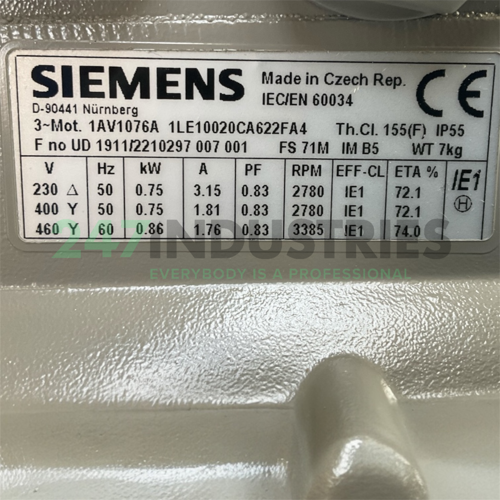 SIEMENS
Made in Czech Rep.
IEC/EN 60034
CE
D-90441 Nürnberg
3~Mot. 1AV1076A 1LE10020CA622FA4 Th.Cl. 155(F) IP55
F no UD 1911/2210297 007 001 FS 71M IM B5 WT 7kg
V Hz kW A PF RPM EFF-CL ETA % IE1
230 Δ 50 0.75 3.15 0.83 2780 IE1 72.1
400 Y 50 0.75 1.81 0.83 2780 IE1 72.1
460 Y 60 0.86 1.76 0.83 3385 IE1 74.0
H
247INDUSTRIES
EVERYBODY IS A PROFESSIONAL